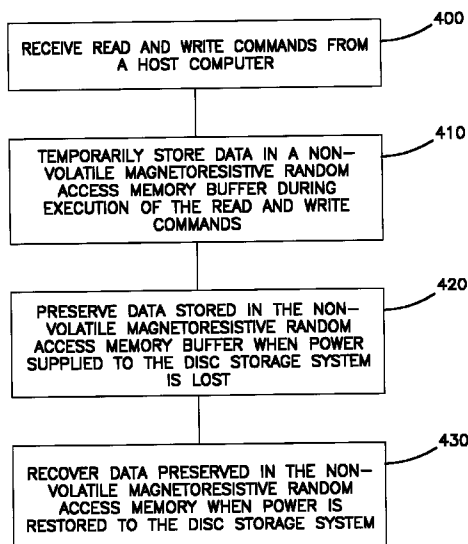 400
RECEIVE READ AND WRITE COMMANDS FROM
A HOST COMPUTER
410
TEMPORARILY STORE DATA IN A NON-
VOLATILE MAGNETORESISTIVE RANDOM
ACCESS MEMORY BUFFER DURING
EXECUTION OF THE READ AND WRITE
COMMANDS
420
PRESERVE DATA STORED IN THE NON-
VOLATILE MAGNETORESISTIVE RANDOM
ACCESS MEMORY BUFFER WHEN POWER
SUPPLIED TO THE DISC STORAGE SYSTEM
IS LOST
430
RECOVER DATA PRESERVED IN THE NON-
VOLATILE MAGNETORESISTIVE RANDOM
ACCESS MEMORY WHEN POWER IS
RESTORED TO THE DISC STORAGE SYSTEM